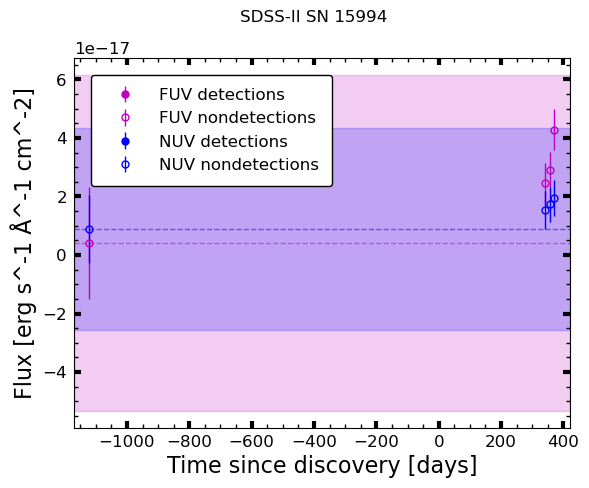 SDSS-II SN 15994
1e−17
FUV detections
FUV nondetections
NUV detections
NUV nondetections
6
4
2
0
−2
−4
Flux [erg s^-1 Å^-1 cm^-2]
−1000 −800 −600 −400 −200 0 200 400
Time since discovery [days]